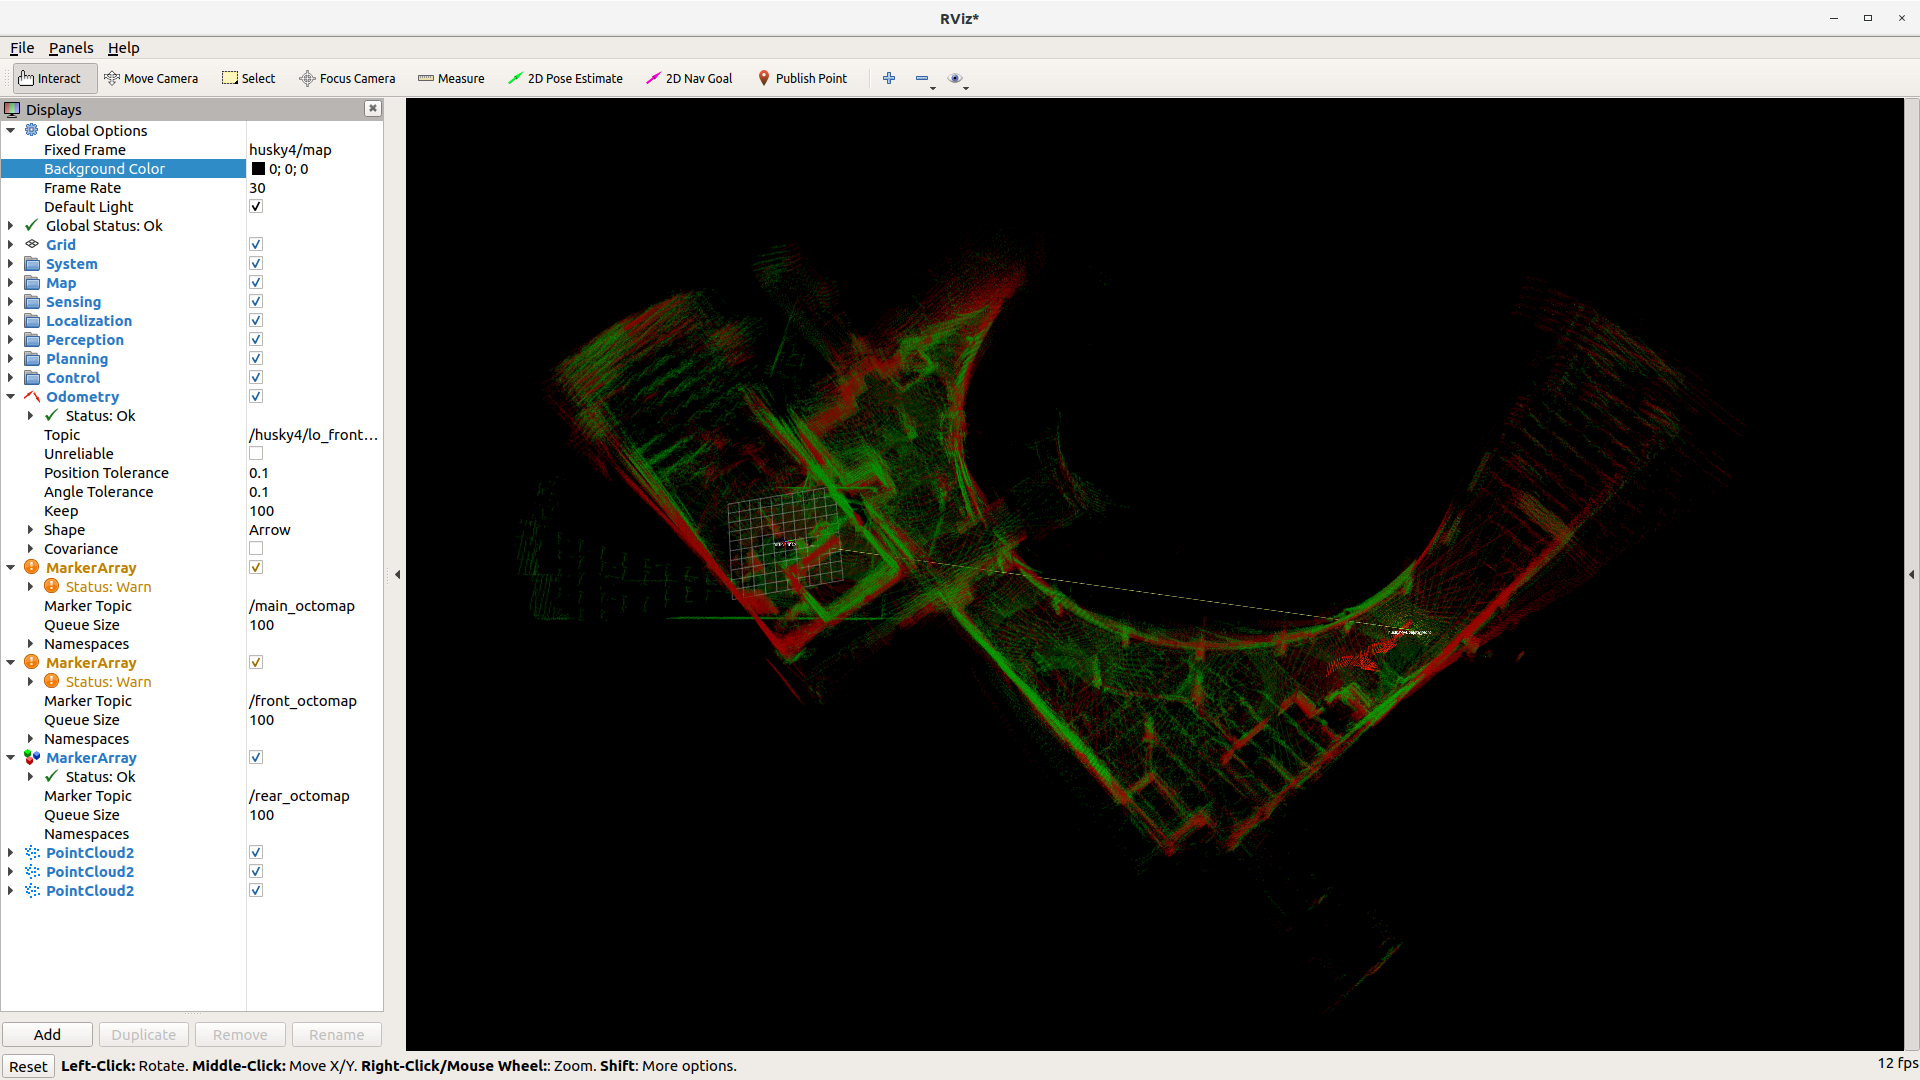 RViz*
File Panels Help
Interact Move Camera Select Focus Camera Measure 2D Pose Estimate 2D Nav Goal Publish Point
Displays
Global Options
Fixed Frame husky4/map
Background Color 0; 0; 0
Frame Rate 30
Default Light
Global Status: Ok
Grid
System
Map
Sensing
Localization
Perception
Planning
Control
Odometry
Status: Ok
Topic /husky4/lo_front...
Unreliable
Position Tolerance 0.1
Angle Tolerance 0.1
Keep 100
Shape Arrow
Covariance
MarkerArray
Status: Warn
Marker Topic /main_octomap
Queue Size 100
Namespaces
MarkerArray
Status: Warn
Marker Topic /front_octomap
Queue Size 100
Namespaces
MarkerArray
Status: Ok
Marker Topic /rear_octomap
Queue Size 100
Namespaces
PointCloud2
PointCloud2
PointCloud2
Add Duplicate Remove Rename
Reset Left-Click: Rotate. Middle-Click: Move X/Y. Right-Click/Mouse Wheel:: Zoom. Shift: More options. 12 fps